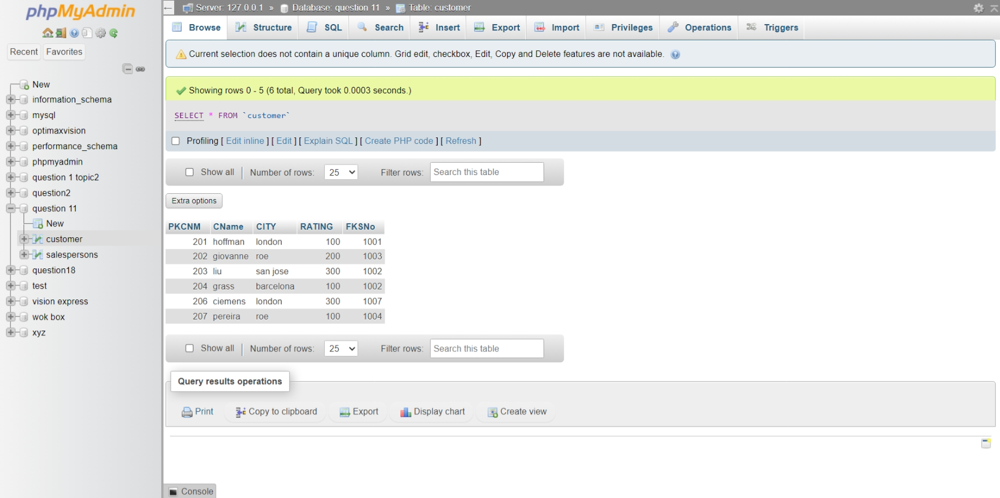 phpMyAdmin
Recent Favorites
New
information_schema
mysql
optimaxvision
performance_schema
phpmyadmin
question 1 topic2
question2
question 11
New
customer
salespersons
question18
test
vision express
wok box
xyz
Server: 127.0.0.1 » Database: question 11 » Table: customer
Browse Structure SQL Search Insert Export Import Privileges Operations Triggers
Current selection does not contain a unique column. Grid edit, checkbox, Edit, Copy and Delete features are not available.
Showing rows 0 - 5 (6 total, Query took 0.0003 seconds.)
SELECT * FROM `customer`
Profiling [ Edit inline ] [ Edit ] [ Explain SQL ] [ Create PHP code ] [ Refresh ]
Show all Number of rows: 25 Filter rows: Search this table
Extra options
PKCNM CName CITY RATING FKSNo
201 hoffman london 100 1001
202 giovanne roe 200 1003
203 liu san jose 300 1002
204 grass barcelona 100 1002
206 ciemens london 300 1007
207 pereira roe 100 1004
Show all Number of rows: 25 Filter rows: Search this table
Query results operations
Print Copy to clipboard Export Display chart Create view
Console